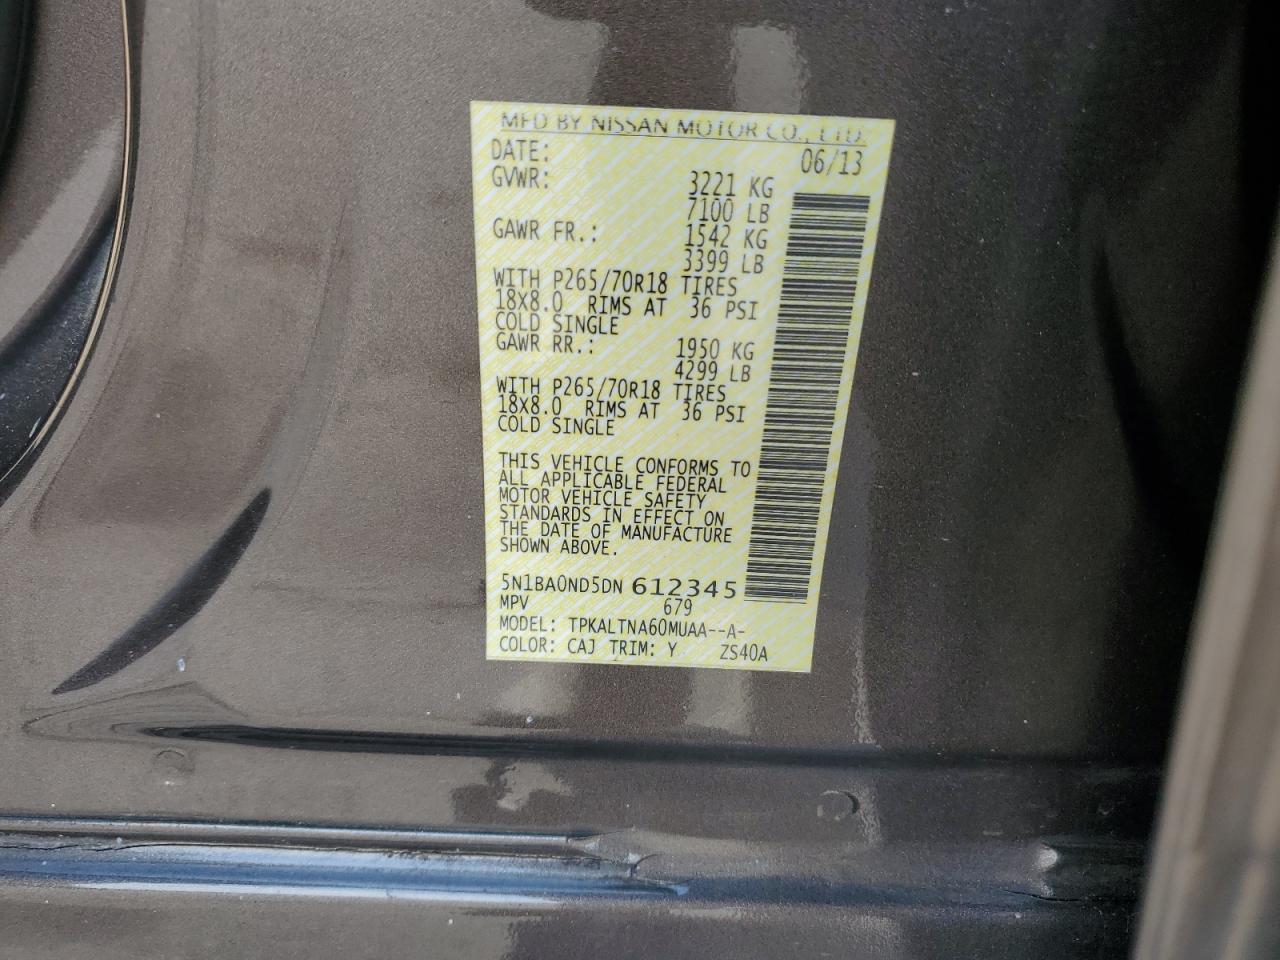 MFD BY NISSAN MOTOR CO., LTD.
DATE: 06/13
GVWR: 3221 KG
7100 LB
GAWR FR.: 1542 KG
3399 LB
WITH P265/70R18 TIRES
18X8.0 RIMS AT 36 PSI
COLD SINGLE
GAWR RR.: 1950 KG
4299 LB
WITH P265/70R18 TIRES
18X8.0 RIMS AT 36 PSI
COLD SINGLE
THIS VEHICLE CONFORMS TO
ALL APPLICABLE FEDERAL
MOTOR VEHICLE SAFETY
STANDARDS IN EFFECT ON
THE DATE OF MANUFACTURE
SHOWN ABOVE.
5N1BA0ND5DN 612345
MPV 679
MODEL: TPKALTNA60MUAA--A-
COLOR: CAJ TRIM: Y ZS40A